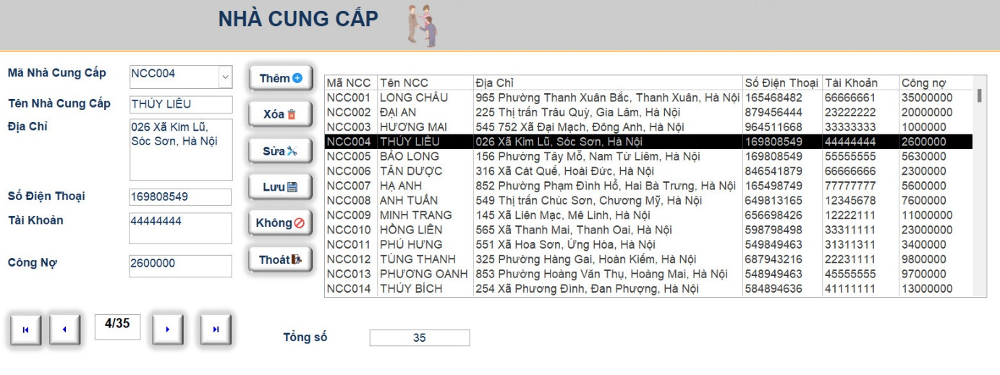 NHÀ CUNG CẤP
Mã Nhà Cung Cấp NCC004
Tên Nhà Cung Cấp THÚY LIÊU
Địa Chỉ 026 Xã Kim Lũ,
Sóc Sơn, Hà Nội
Số Điện Thoại 169808549
Tài Khoản 44444444
Công Nợ 2600000
Thêm
Xóa
Sửa
Lưu
Không
Thoát
Mã NCC Tên NCC Địa Chỉ Số Điện Thoại Tài Khoản Công nợ
NCC001 LONG CHÂU 965 Phường Thanh Xuân Bắc, Thanh Xuân, Hà Nội 165468482 66666661 35000000
NCC002 ĐẠI AN 225 Thị trấn Trâu Quỳ, Gia Lâm, Hà Nội 879456444 23222222 20000000
NCC003 HƯƠNG MAI 545 752 Xã Đại Mạch, Đông Anh, Hà Nội 964511668 33333333 1000000
NCC004 THÚY LIÊU 026 Xã Kim Lũ, Sóc Sơn, Hà Nội 169808549 44444444 2600000
NCC005 BẢO LONG 156 Phường Tây Mỗ, Nam Từ Liêm, Hà Nội 169808549 55555555 5630000
NCC006 TÂN DƯỢC 316 Xã Cát Quế, Hoài Đức, Hà Nội 846541879 66666666 2300000
NCC007 HẠ ANH 852 Phường Phạm Đình Hổ, Hai Bà Trưng, Hà Nội 165498749 77777777 5600000
NCC008 ANH TUẤN 549 Thị trấn Chúc Sơn, Chương Mỹ, Hà Nội 649813165 12345678 7600000
NCC009 MINH TRANG 145 Xã Liên Mạc, Mê Linh, Hà Nội 656698426 12222111 11000000
NCC010 HỒNG LIÊN 565 Xã Thanh Mai, Thanh Oai, Hà Nội 598798498 33311111 23000000
NCC011 PHÚ HƯNG 551 Xã Hoa Sơn, Ứng Hòa, Hà Nội 549849463 31311311 3400000
NCC012 TÙNG THANH 325 Phường Hàng Gai, Hoàn Kiếm, Hà Nội 687943216 22231111 9800000
NCC013 PHƯƠNG OANH 853 Phường Hoàng Văn Thụ, Hoàng Mai, Hà Nội 548949463 45555555 9700000
NCC014 THÚY BÍCH 254 Xã Phương Đình, Đan Phượng, Hà Nội 584894636 41111111 13000000
4/35
Tổng số 35